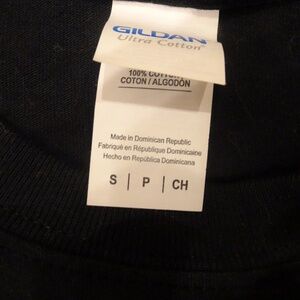 GILDAN
Ultra Cotton
100% COTTON
COTON / ALGODÓN
Made in Dominican Republic
Fabriqué en République Dominicaine
Hecho en República Dominicana
S | P | CH